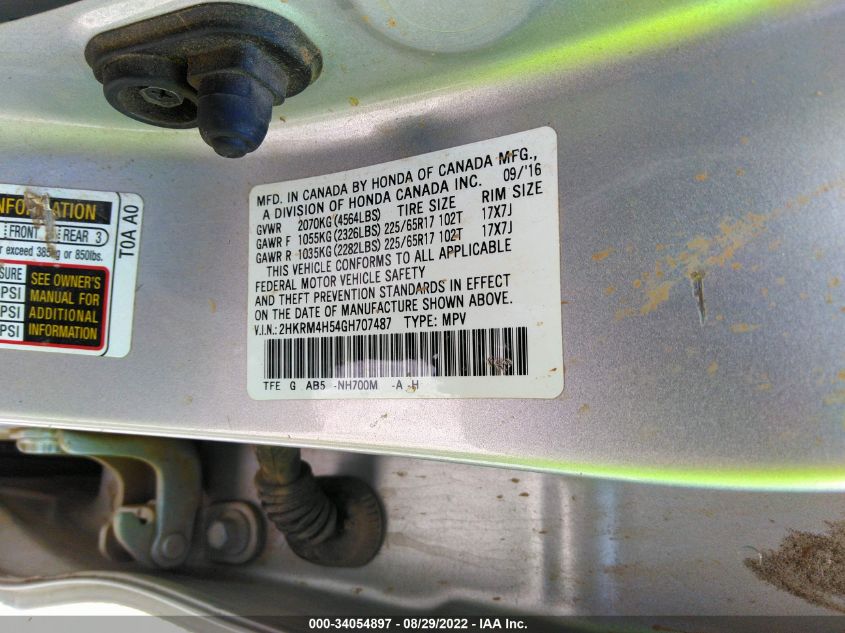 MFD. IN CANADA BY HONDA OF CANADA MFG.,
A DIVISION OF HONDA CANADA INC. 09/'16
GVWR 2070KG(4564LBS) TIRE SIZE RIM SIZE
GAWR F 1055KG(2326LBS) 225/65R17 102T 17X7J
GAWR R 1035KG(2282LBS) 225/65R17 102T 17X7J
THIS VEHICLE CONFORMS TO ALL APPLICABLE
FEDERAL MOTOR VEHICLE SAFETY
AND THEFT PREVENTION STANDARDS IN EFFECT
ON THE DATE OF MANUFACTURE SHOWN ABOVE.
V.I.N.: 2HKRM4H54GH707487 TYPE: MPV
TFE G AB5 -NH700M -A -H
INFORMATION
FRONT REAR 3
r exceed 385kg or 850lbs.
SURE
PSI
PSI
PSI
SEE OWNER'S
MANUAL FOR
ADDITIONAL
INFORMATION
T0A A0
000-34054897 - 08/29/2022 - IAA Inc.